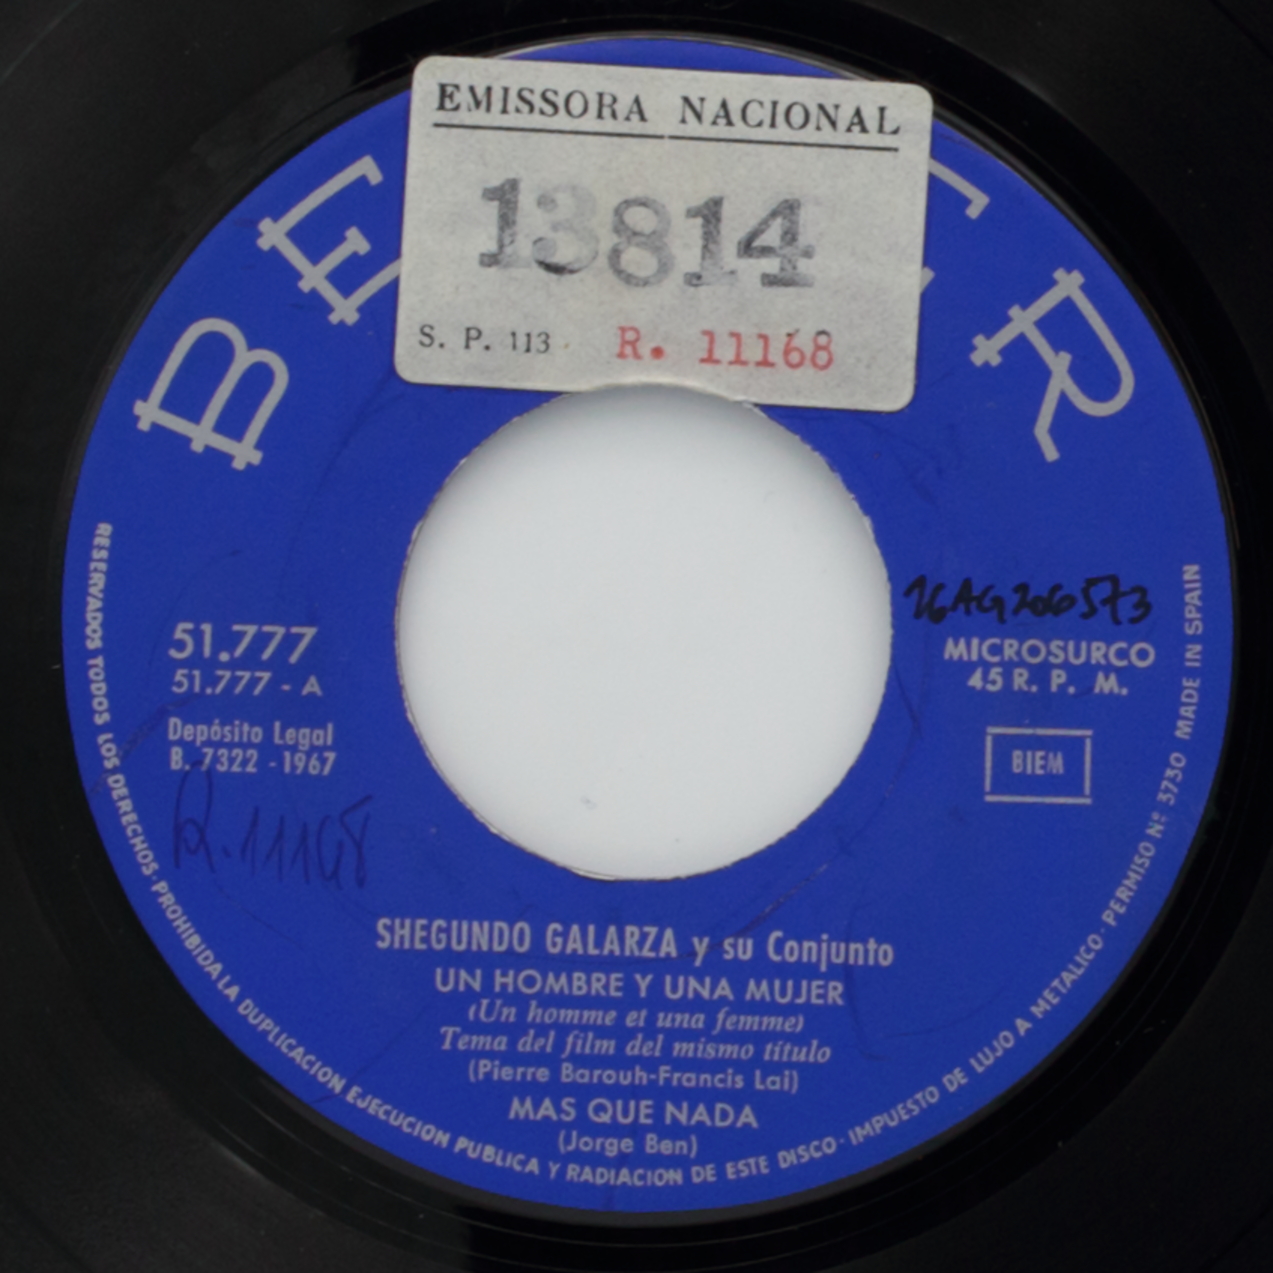 EMISSORA NACIONAL
13814
S. P. 113 R. 11168
51.777
51.777 - A
Depósito Legal
B. 7322 - 1967
R. 11168
MICROSURCO
45 R. P. M.
BIEM
SHEGUNDO GALARZA y su Conjunto
UN HOMBRE Y UNA MUJER
(Un homme et una femme)
Tema del film del mismo título
(Pierre Barouh-Francis Lai)
MAS QUE NADA
(Jorge Ben)
RESERVADOS TODOS LOS DERECHOS · PROHIBIDA LA DUPLICACION EJECUCION PUBLICA Y RADIACION DE ESTE DISCO · IMPUESTO DE LUJO A METALICO · PERMISO Nº 3730 MADE IN SPAIN